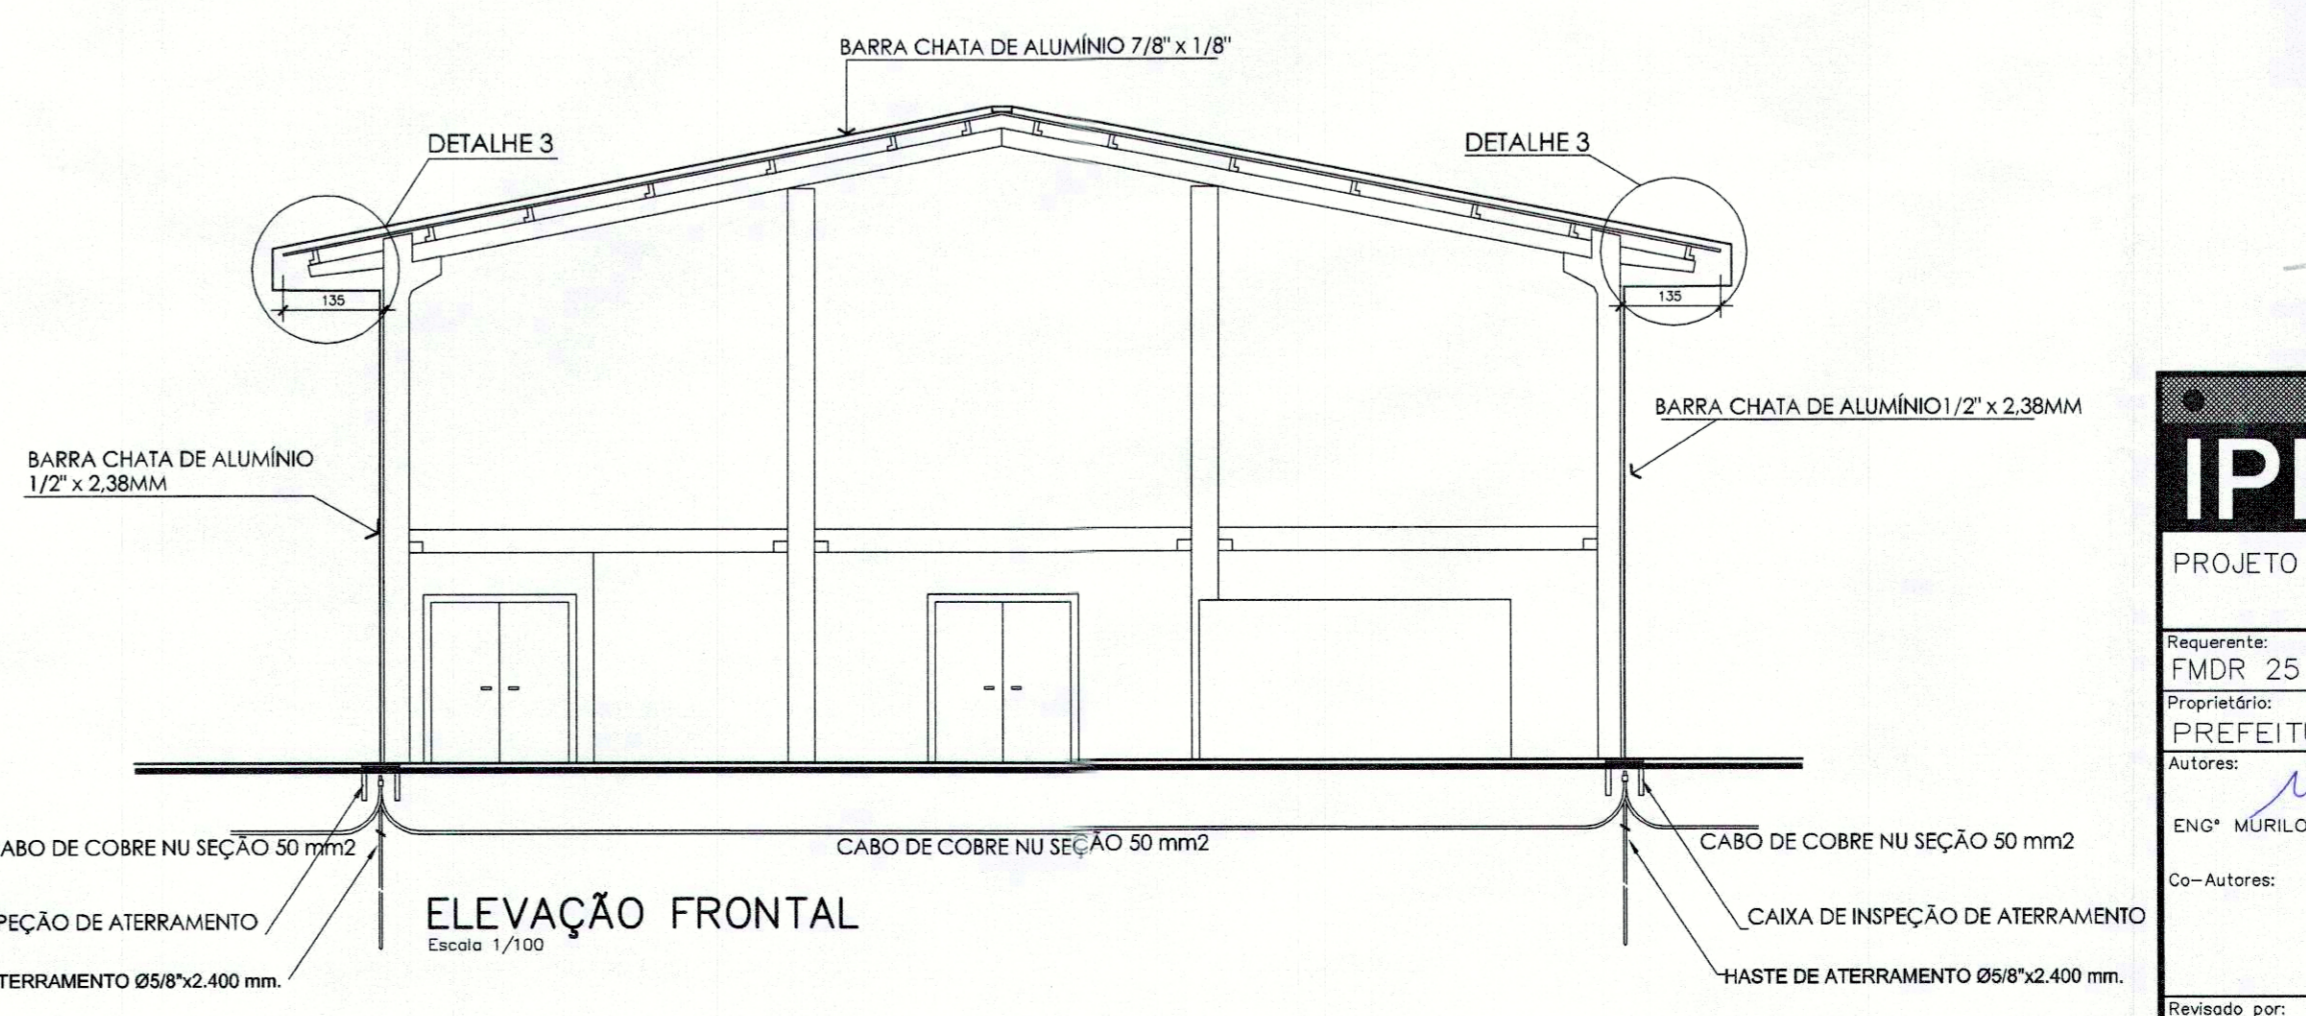 BARRA CHATA DE ALUMÍNIO 7/8" x 1/8"
DETALHE 3
DETALHE 3
135
135
BARRA CHATA DE ALUMÍNIO1/2" x 2,38MM
BARRA CHATA DE ALUMÍNIO
1/2" x 2,38MM
ABO DE COBRE NU SEÇÃO 50 mm2
CABO DE COBRE NU SEÇÃO 50 mm2
CABO DE COBRE NU SEÇÃO 50 mm2
PEÇÃO DE ATERRAMENTO
CAIXA DE INSPEÇÃO DE ATERRAMENTO
TERRAMENTO Ø5/8"x2.400 mm.
HASTE DE ATERRAMENTO Ø5/8"x2.400 mm.
ELEVAÇÃO FRONTAL
Escala 1/100
PROJETO
Requerente:
FMDR 25
Proprietário:
PREFEITU
Autores:
ENGº MURILO
Co-Autores:
Revisado por: